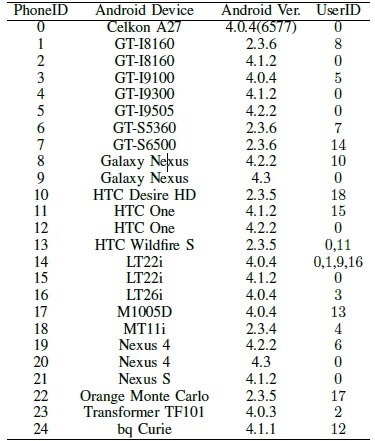 PhoneID Android Device Android Ver. UserID
0 Celkon A27 4.0.4(6577) 0
1 GT-I8160 2.3.6 8
2 GT-I8160 4.1.2 0
3 GT-I9100 4.0.4 5
4 GT-I9300 4.1.2 0
5 GT-I9505 4.2.2 0
6 GT-S5360 2.3.6 7
7 GT-S6500 2.3.6 14
8 Galaxy Nexus 4.2.2 10
9 Galaxy Nexus 4.3 0
10 HTC Desire HD 2.3.5 18
11 HTC One 4.1.2 15
12 HTC One 4.2.2 0
13 HTC Wildfire S 2.3.5 0,11
14 LT22i 4.0.4 0,1,9,16
15 LT22i 4.1.2 0
16 LT26i 4.0.4 3
17 M1005D 4.0.4 13
18 MT11i 2.3.4 4
19 Nexus 4 4.2.2 6
20 Nexus 4 4.3 0
21 Nexus S 4.1.2 0
22 Orange Monte Carlo 2.3.5 17
23 Transformer TF101 4.0.3 2
24 bq Curie 4.1.1 12